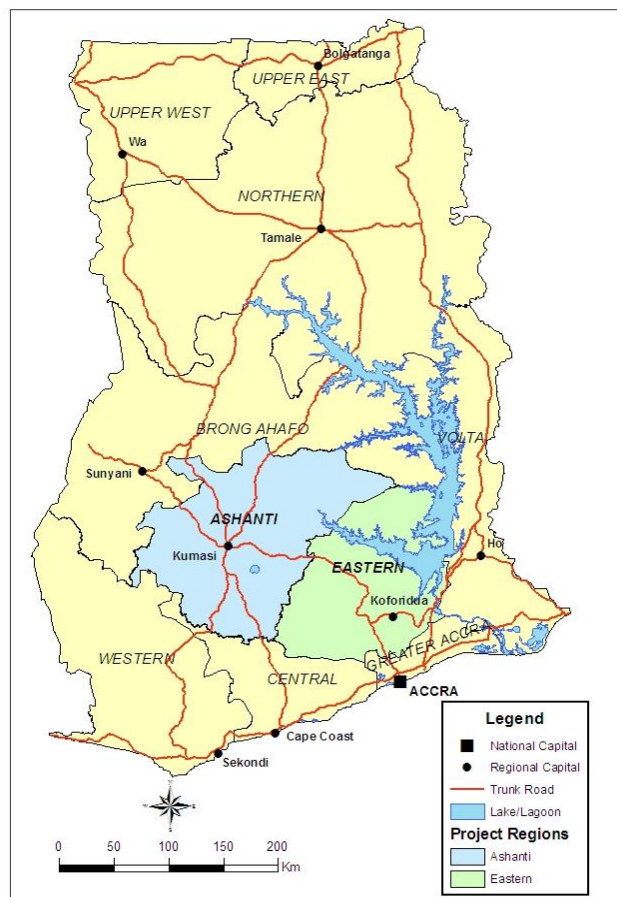 Bolgatanga
UPPER EAST
UPPER WEST
Wa
NORTHERN
Tamale
BRONG AHAFO
VOLTA
Sunyani
ASHANTI
Kumasi
Ho
EASTERN
Koforidua
GREATER ACCRA
WESTERN
CENTRAL
ACCRA
Cape Coast
Sekondi
Legend
National Capital
Regional Capital
Trunk Road
Lake/Lagoon
Project Regions
Ashanti
Eastern
0 50 100 150 200
Km